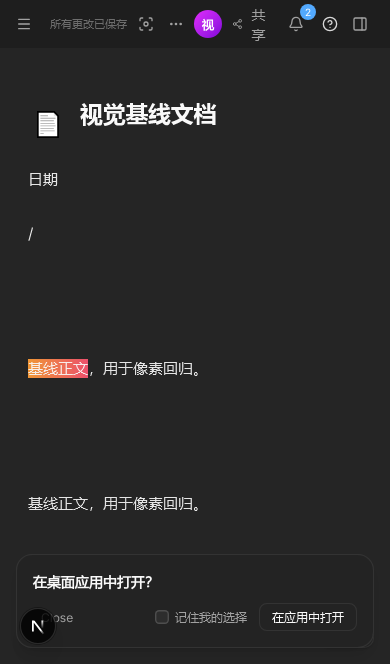 所有更改已保存
视
共
享
2
视觉基线文档
日期
/
基线正文，用于像素回归。
基线正文，用于像素回归。
在桌面应用中打开？
记住我的选择
在应用中打开
N